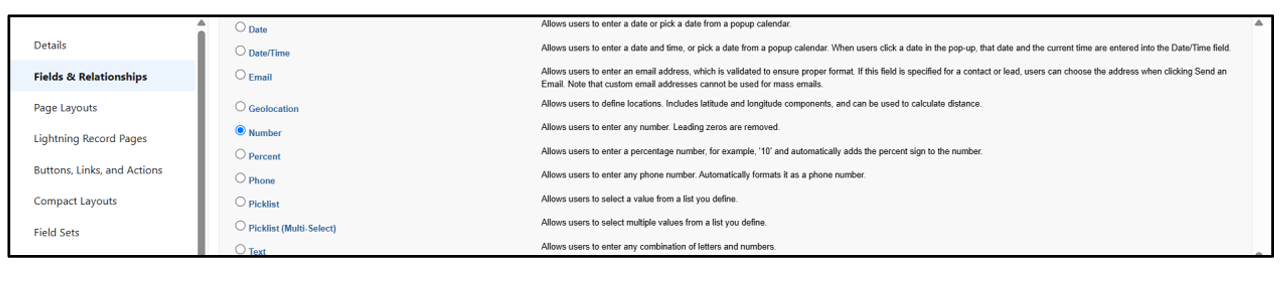 Details
Fields & Relationships
Page Layouts
Lightning Record Pages
Buttons, Links, and Actions
Compact Layouts
Field Sets
Date
Allows users to enter a date or pick a date from a popup calendar.
Date/Time
Allows users to enter a date and time, or pick a date from a popup calendar. When users click a date in the pop-up, that date and the current time are entered into the Date/Time field.
Email
Allows users to enter an email address, which is validated to ensure proper format. If this field is specified for a contact or lead, users can choose the address when clicking Send an
Email. Note that custom email addresses cannot be used for mass emails.
Geolocation
Allows users to define locations. Includes latitude and longitude components, and can be used to calculate distance.
Number
Allows users to enter any number. Leading zeros are removed.
Percent
Allows users to enter a percentage number, for example, '10' and automatically adds the percent sign to the number.
Phone
Allows users to enter any phone number. Automatically formats it as a phone number.
Picklist
Allows users to select a value from a list you define.
Picklist (Multi-Select)
Allows users to select multiple values from a list you define.
Text
Allows users to enter any combination of letters and numbers.